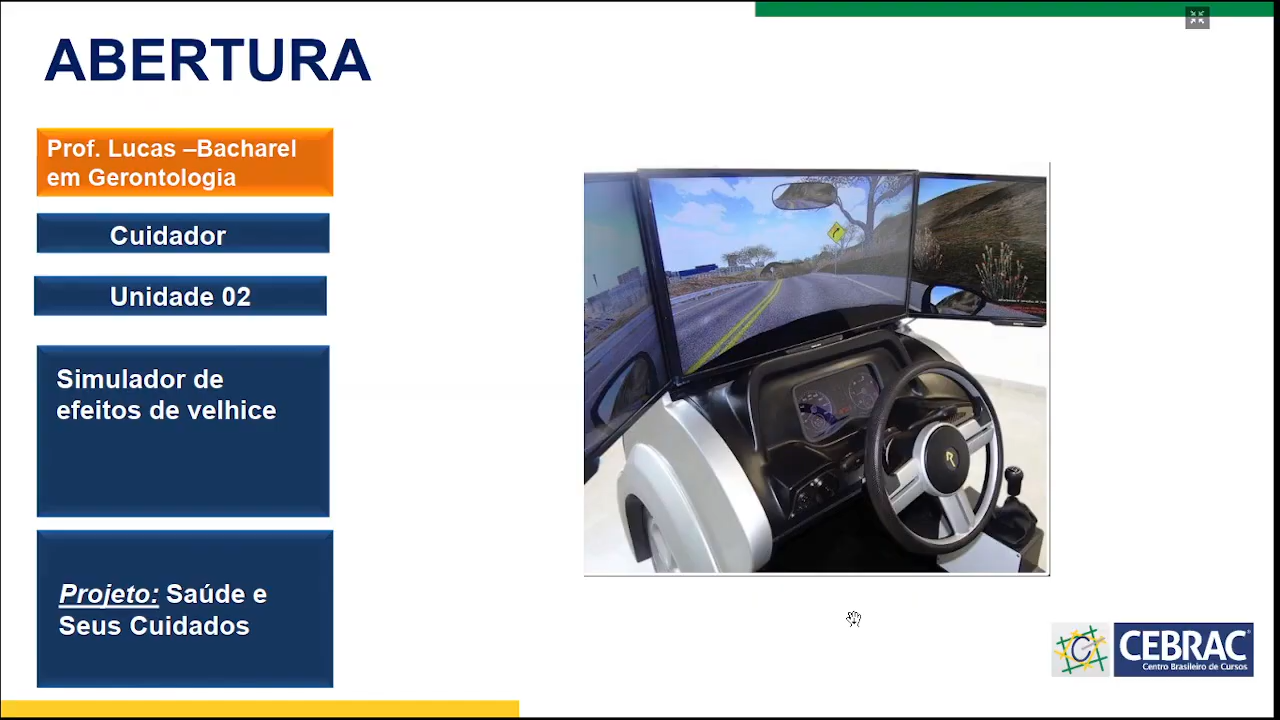 ABERTURA
Prof. Lucas –Bacharel
em Gerontologia
Cuidador
Unidade 02
Simulador de
efeitos de velhice
Projeto: Saúde e
Seus Cuidados
R
C
CEBRAC
Centro Brasileiro de Cursos